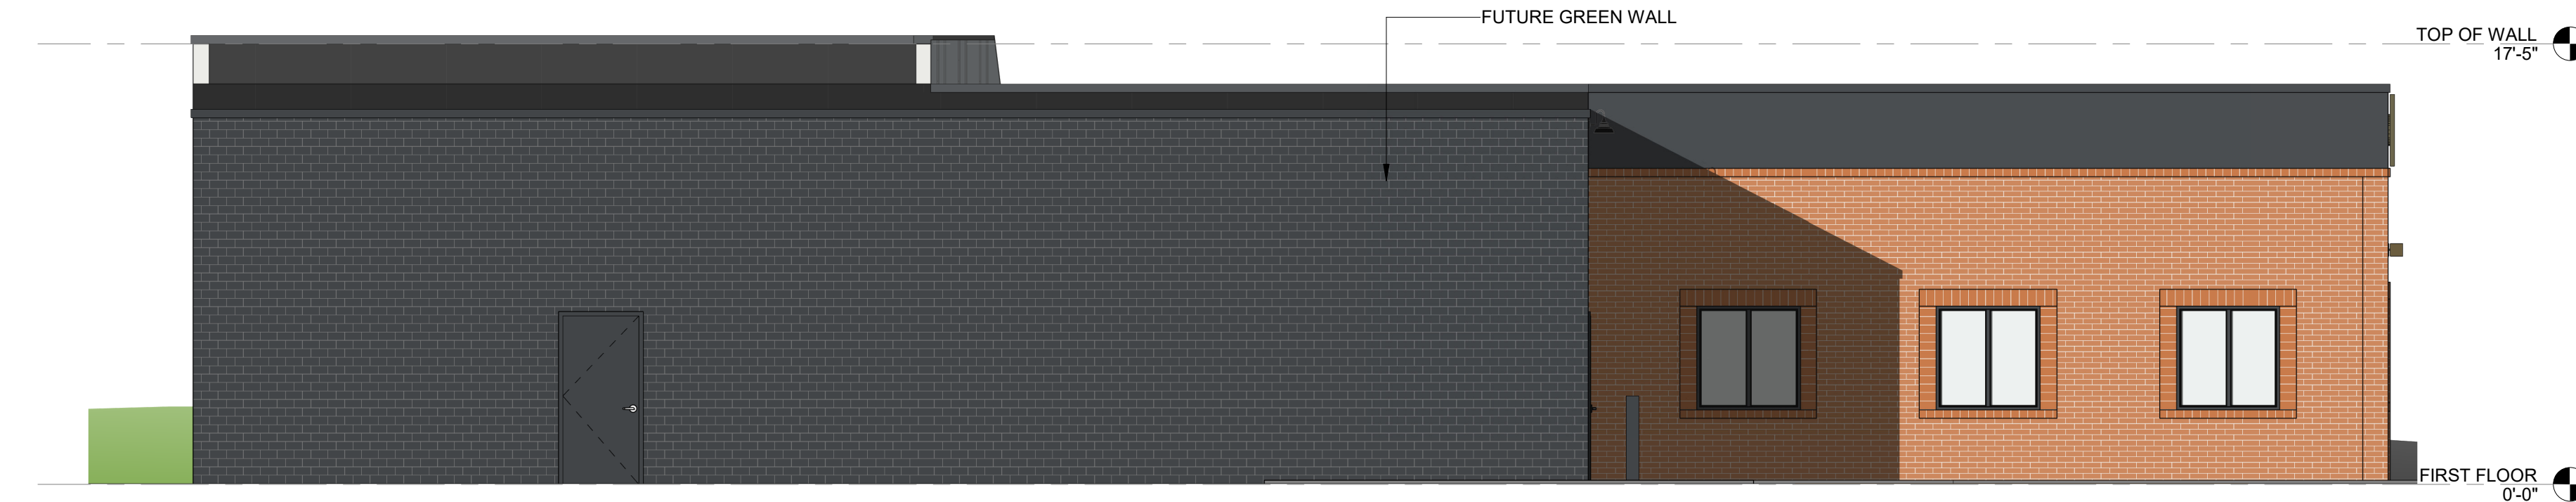 FUTURE GREEN WALL
TOP OF WALL
17'-5"
FIRST FLOOR
0'-0"